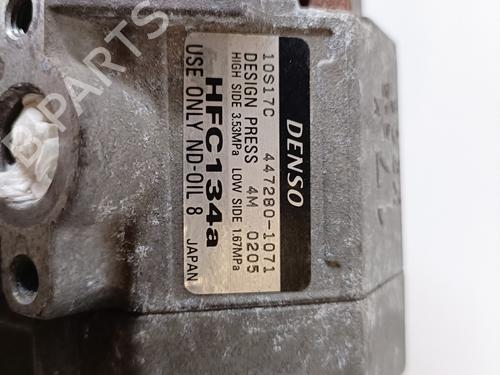 DENSO
10S17C 447280-1071
DESIGN PRESS 4M 0205
HIGH SIDE 3.53MPa LOW SIDE 1.67MPa
HFC134a
USE ONLY ND-OIL 8 JAPAN
B-PARTS